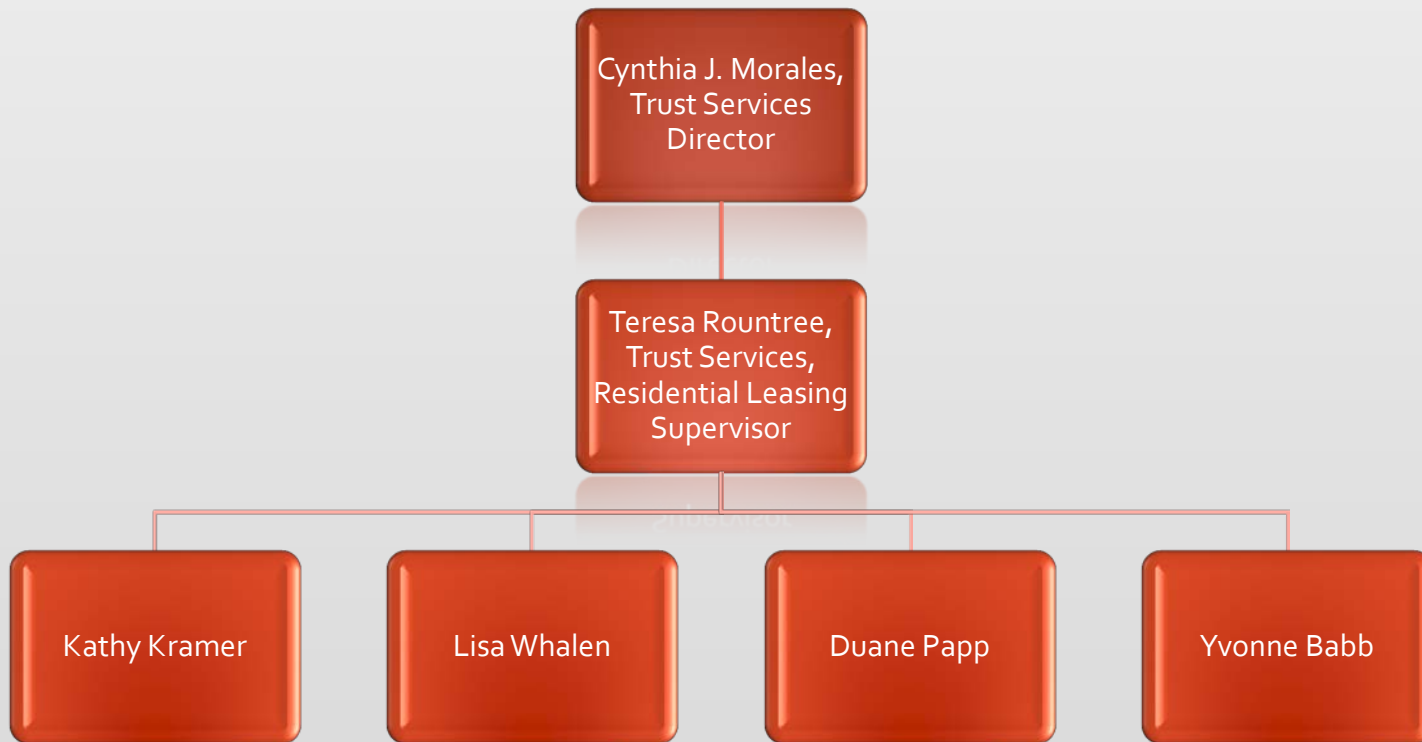 Cynthia J. Morales,
Trust Services
Director
Teresa Rountree,
Trust Services,
Residential Leasing
Supervisor
Kathy Kramer
Lisa Whalen
Duane Papp
Yvonne Babb